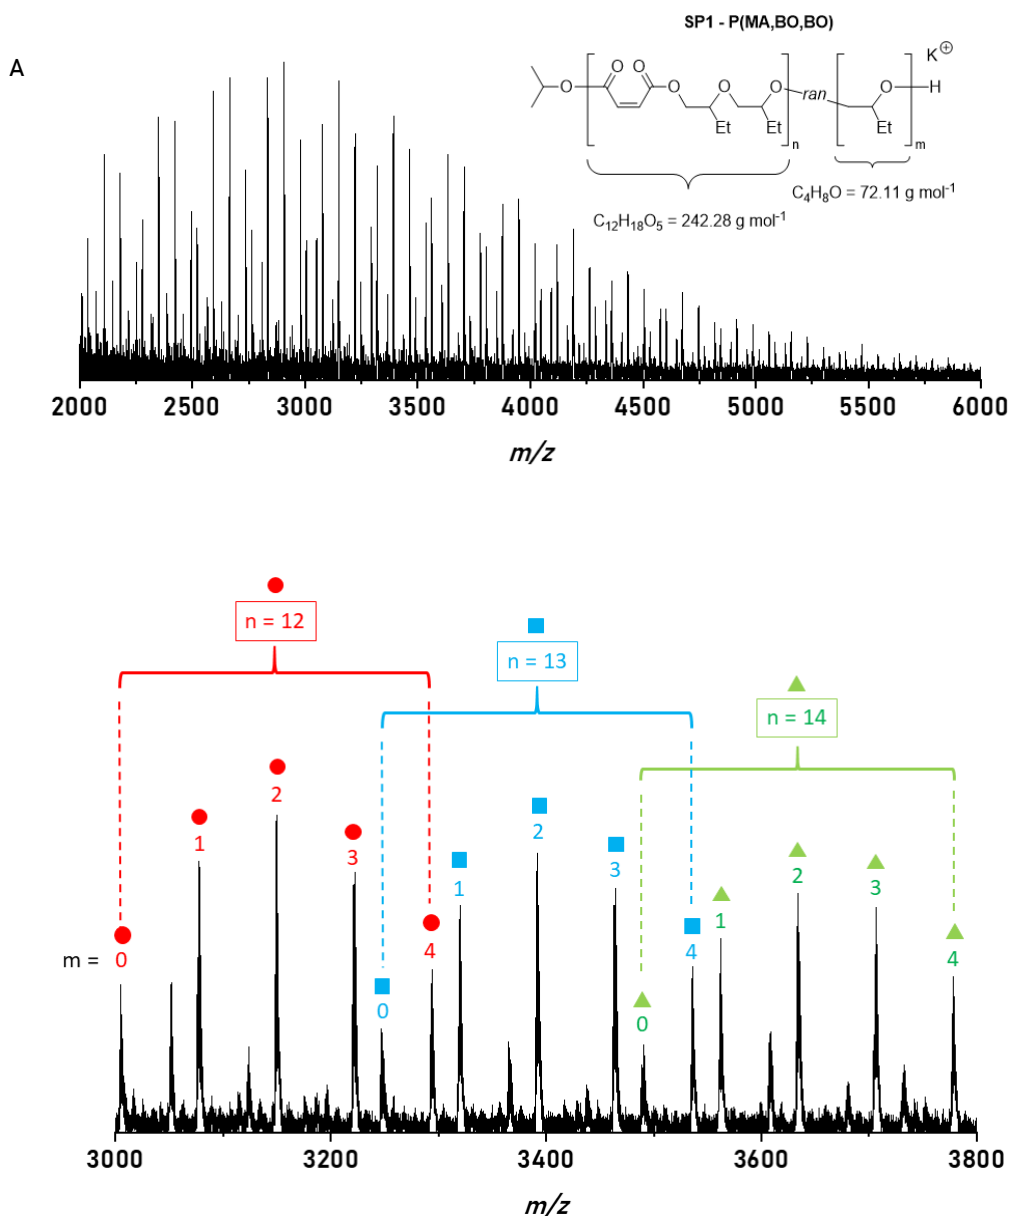 SP1 - P(MA,BO,BO)
A
K⊕
O O
O O O ran O H
Et Et Et
n m
C₄H₈O = 72.11 g mol⁻¹
C₁₂H₁₈O₅ = 242.28 g mol⁻¹
2000 2500 3000 3500 4000 4500 5000 5500 6000
m/z
n = 12
n = 13
n = 14
2
2
1 3
3 2
1 3
1
4 4 4
m = 0
0
0
3000 3200 3400 3600 3800
m/z